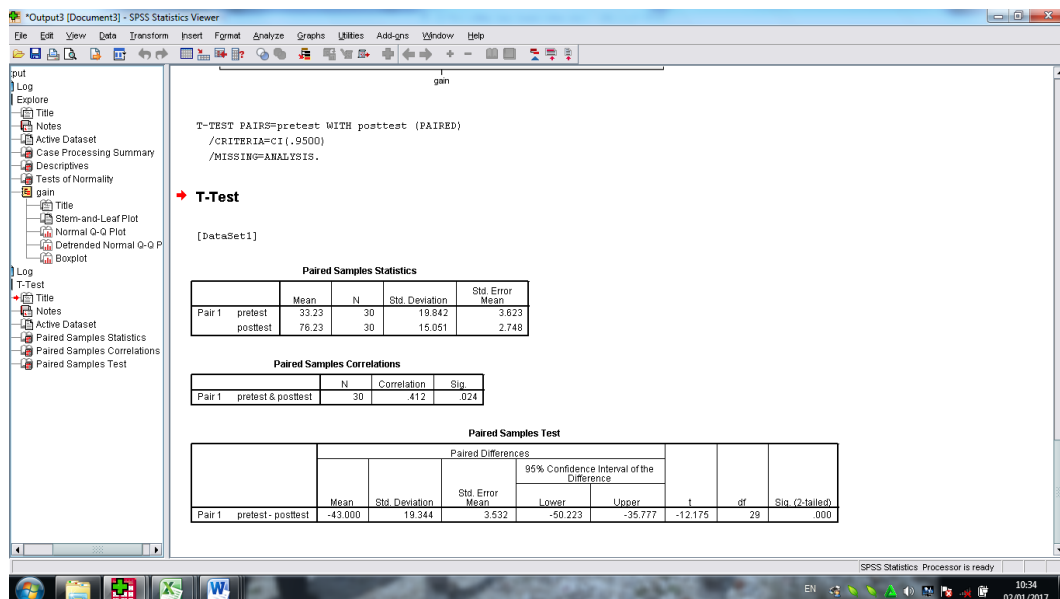 *Output3 [Document3] - SPSS Statistics Viewer
File Edit View Data Transform Insert Format Analyze Graphs Utilities Add-ons Window Help
put
Log
Explore
Title
Notes
Active Dataset
Case Processing Summary
Descriptives
Tests of Normality
gain
Title
Stem-and-Leaf Plot
Normal Q-Q Plot
Detrended Normal Q-Q P
Boxplot
Log
T-Test
Title
Notes
Active Dataset
Paired Samples Statistics
Paired Samples Correlations
Paired Samples Test
gain
T-TEST PAIRS=pretest WITH posttest (PAIRED)
/CRITERIA=CI(.9500)
/MISSING=ANALYSIS.
T-Test
[DataSet1]
Paired Samples Statistics
Mean N Std. Deviation Std. Error Mean
Pair 1 pretest 33.23 30 19.842 3.623
posttest 76.23 30 15.051 2.748
Paired Samples Correlations
N Correlation Sig.
Pair 1 pretest & posttest 30 .412 .024
Paired Samples Test
Paired Differences
95% Confidence Interval of the Difference
Mean Std. Deviation Std. Error Mean Lower Upper t df Sig. (2-tailed)
Pair 1 pretest - posttest -43.000 19.344 3.532 -50.223 -35.777 -12.175 29 .000
SPSS Statistics Processor is ready
EN 10:34
02/01/2017